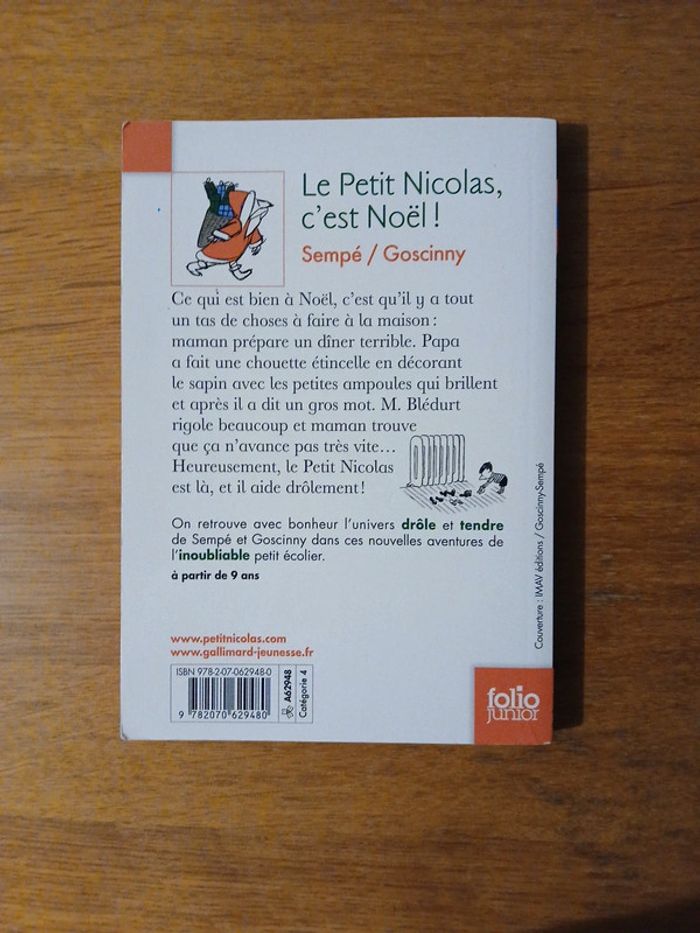 Le Petit Nicolas,
c'est Noël !
Sempé / Goscinny
Ce qui est bien à Noël, c'est qu'il y a tout
un tas de choses à faire à la maison :
maman prépare un dîner terrible. Papa
a fait une chouette étincelle en décorant
le sapin avec les petites ampoules qui brillent
et après il a dit un gros mot. M. Blédurt
rigole beaucoup et maman trouve
que ça n'avance pas très vite…
Heureusement, le Petit Nicolas
est là, et il aide drôlement !
On retrouve avec bonheur l'univers drôle et tendre
de Sempé et Goscinny dans ces nouvelles aventures de
l'inoubliable petit écolier.
à partir de 9 ans
www.petitnicolas.com
www.gallimard-jeunesse.fr
ISBN 978-2-07-062948-0
9 782070 629480
A62948
Catégorie 4
Couverture : IMAV éditions / Goscinny-Sempé
folio
junior